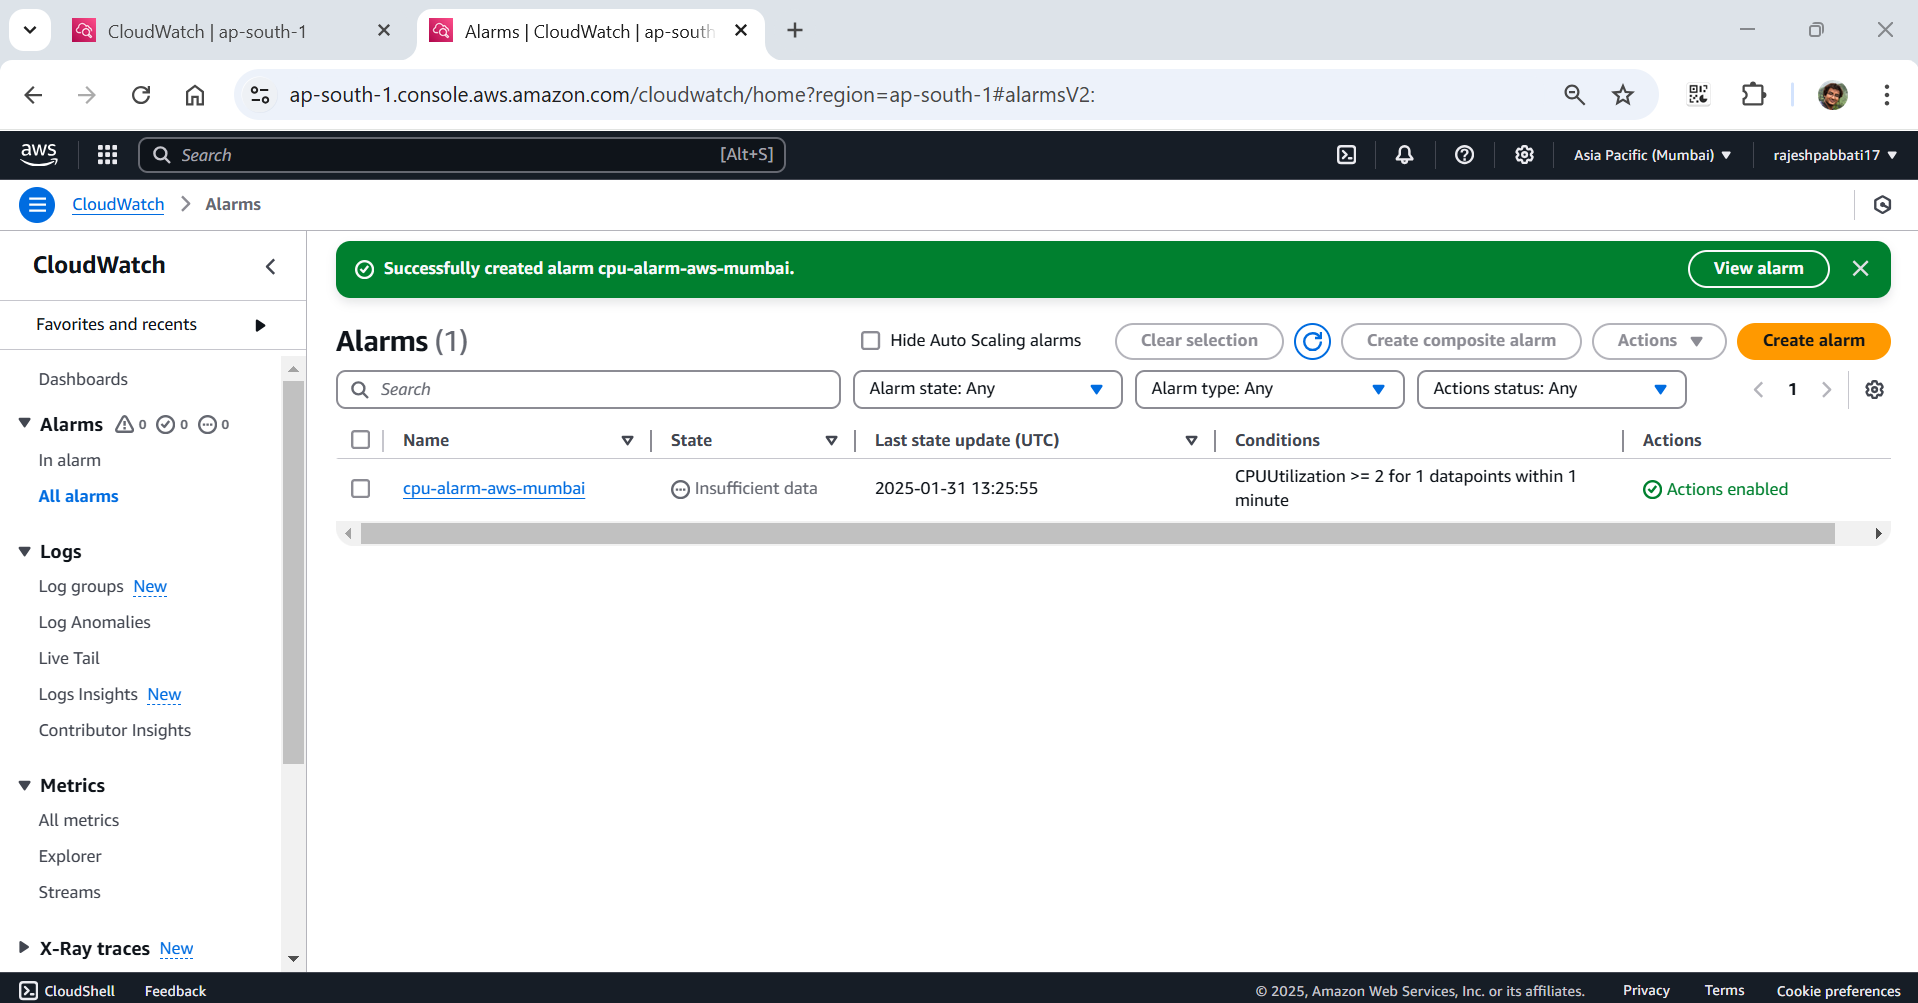 CloudWatch | ap-south-1
Alarms | CloudWatch | ap-south
ap-south-1.console.aws.amazon.com/cloudwatch/home?region=ap-south-1#alarmsV2:
aws
Search [Alt+S]
Asia Pacific (Mumbai)
rajeshpabbati17
CloudWatch > Alarms
CloudWatch
Favorites and recents
Dashboards
Alarms 0 0 0
In alarm
All alarms
Logs
Log groups New
Log Anomalies
Live Tail
Logs Insights New
Contributor Insights
Metrics
All metrics
Explorer
Streams
X-Ray traces New
Successfully created alarm cpu-alarm-aws-mumbai.
View alarm
Alarms (1)
Hide Auto Scaling alarms
Clear selection
Create composite alarm
Actions
Create alarm
Search
Alarm state: Any
Alarm type: Any
Actions status: Any
1
Name State Last state update (UTC) Conditions Actions
cpu-alarm-aws-mumbai Insufficient data 2025-01-31 13:25:55 CPUUtilization >= 2 for 1 datapoints within 1
minute
Actions enabled
CloudShell Feedback
© 2025, Amazon Web Services, Inc. or its affiliates. Privacy Terms Cookie preferences